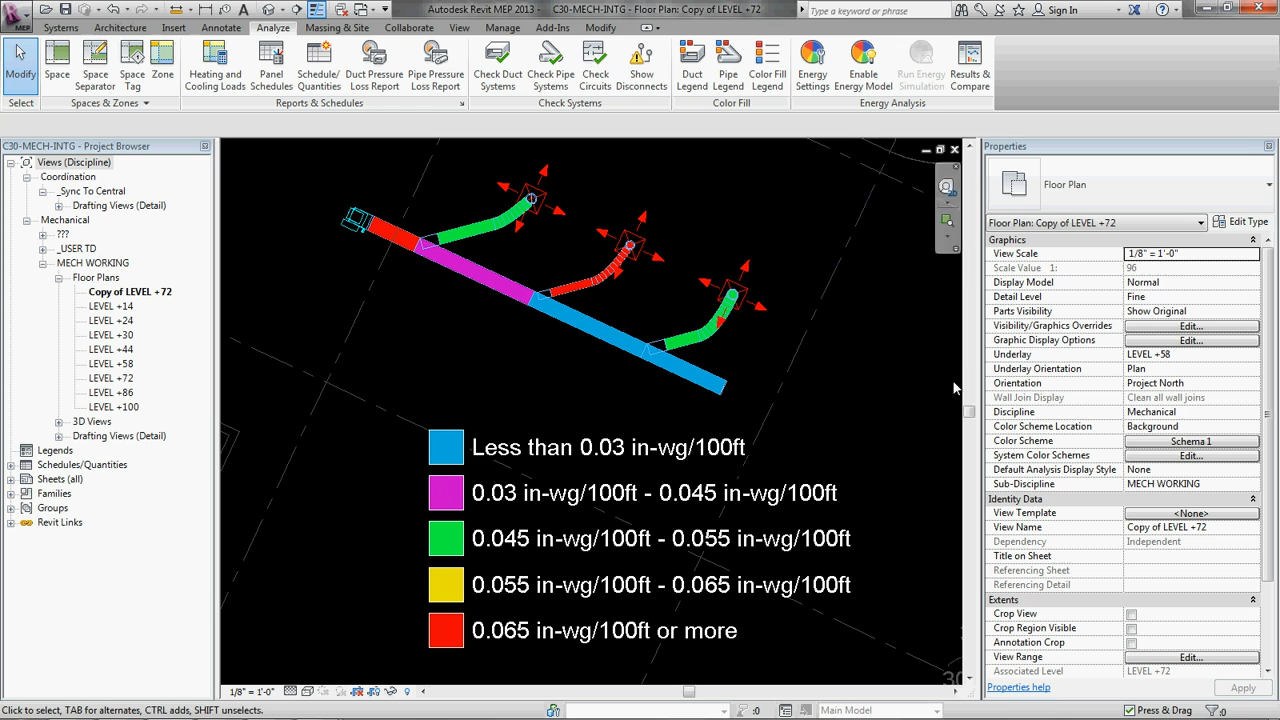 Autodesk Revit MEP 2013 - C30-MECH-INTG - Floor Plan: Copy of LEVEL +72
Type a keyword or phrase
Sign In
MEP
Systems Architecture Insert Annotate Analyze Massing & Site Collaborate View Manage Add-Ins Modify
Modify
Space
Space Separator
Space Tag
Zone
Heating and Cooling Loads
Panel Schedules
Schedule/ Quantities
Duct Pressure Loss Report
Pipe Pressure Loss Report
Check Duct Systems
Check Pipe Systems
Check Circuits
Show Disconnects
Duct Legend
Pipe Legend
Color Fill Legend
Energy Settings
Enable Energy Model
Run Energy Simulation
Results & Compare
Select
Spaces & Zones
Reports & Schedules
Check Systems
Color Fill
Energy Analysis
C30-MECH-INTG - Project Browser
Views (Discipline)
Coordination
_Sync To Central
Drafting Views (Detail)
Mechanical
???
_USER TD
MECH WORKING
Floor Plans
Copy of LEVEL +72
LEVEL +14
LEVEL +24
LEVEL +30
LEVEL +44
LEVEL +58
LEVEL +72
LEVEL +86
LEVEL +100
3D Views
Drafting Views (Detail)
Legends
Schedules/Quantities
Sheets (all)
Families
Groups
Revit Links
Less than 0.03 in-wg/100ft
0.03 in-wg/100ft - 0.045 in-wg/100ft
0.045 in-wg/100ft - 0.055 in-wg/100ft
0.055 in-wg/100ft - 0.065 in-wg/100ft
0.065 in-wg/100ft or more
30
Properties
Floor Plan
Floor Plan: Copy of LEVEL +72
Edit Type
Graphics
View Scale 1/8" = 1'-0"
Scale Value 1: 96
Display Model Normal
Detail Level Fine
Parts Visibility Show Original
Visibility/Graphics Overrides Edit...
Graphic Display Options Edit...
Underlay LEVEL +58
Underlay Orientation Plan
Orientation Project North
Wall Join Display Clean all wall joins
Discipline Mechanical
Color Scheme Location Background
Color Scheme Schema 1
System Color Schemes Edit...
Default Analysis Display Style None
Sub-Discipline MECH WORKING
Identity Data
View Template <None>
View Name Copy of LEVEL +72
Dependency Independent
Title on Sheet
Referencing Sheet
Referencing Detail
Extents
Crop View
Crop Region Visible
Annotation Crop
View Range Edit...
Associated Level LEVEL +72
Properties help
Apply
1/8" = 1'-0"
Click to select, TAB for alternates, CTRL adds, SHIFT unselects.
:0
Main Model
Press & Drag
:0